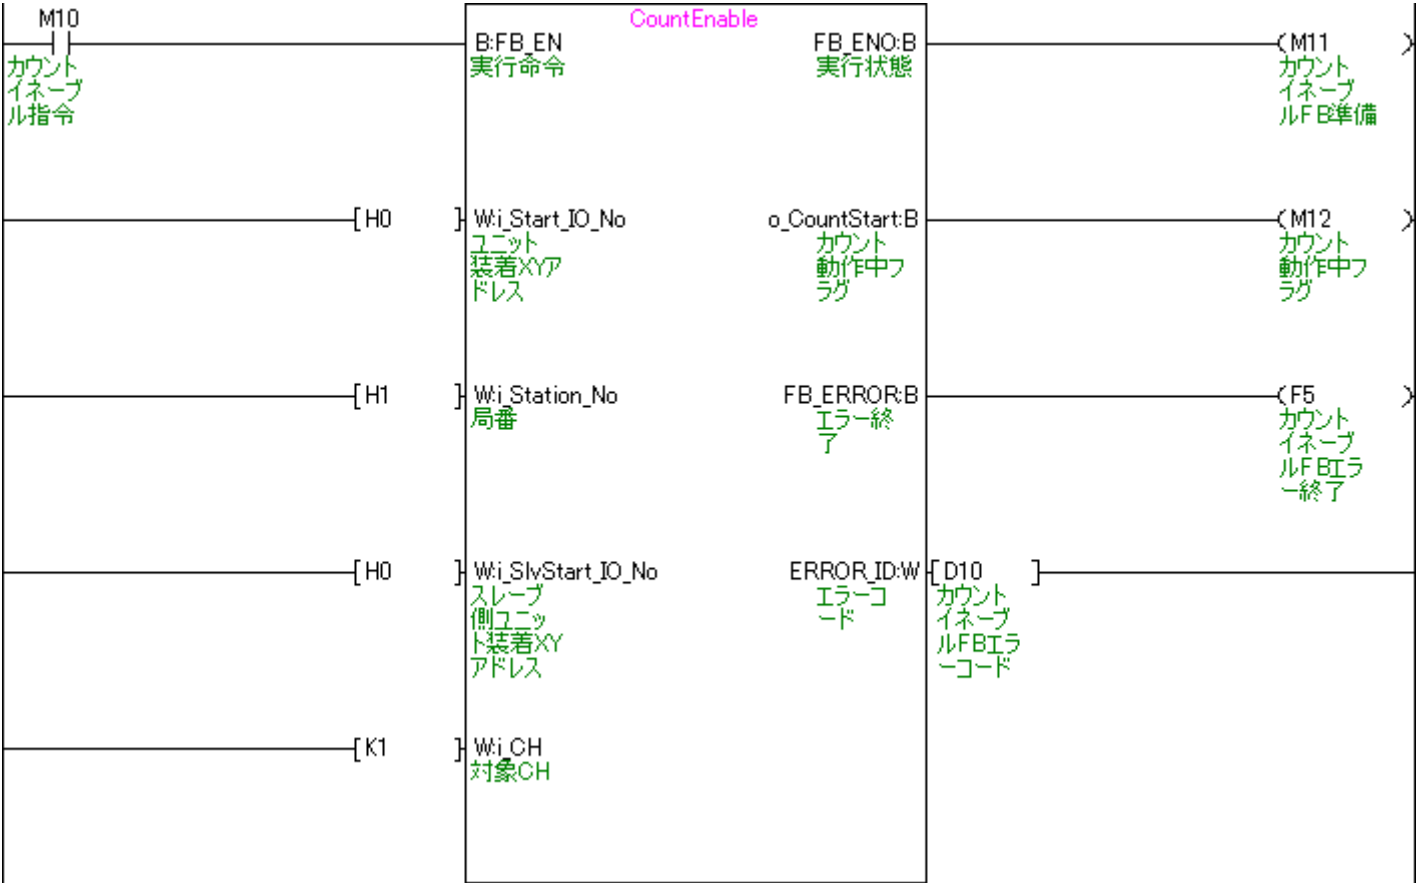 M10
カウント
イネーブ
ル指令
CountEnable
B:FB_EN
実行命令
FB_ENO:B
実行状態
M11
カウント
イネーブ
ルFB準備
H0
W:i_Start_IO_No
ユニット
装着XYア
ドレス
o_CountStart:B
カウント
動作中フ
ラグ
M12
カウント
動作中フ
ラグ
H1
W:i_Station_No
局番
FB_ERROR:B
エラー終
了
F5
カウント
イネーブ
ルFBエラ
ー終了
H0
W:i_SlvStart_IO_No
スレーブ
側ユニッ
ト装着XY
アドレス
ERROR_ID:W
エラーコ
ード
D10
カウント
イネーブ
ルFBエラ
ーコード
K1
W:i_CH
対象CH